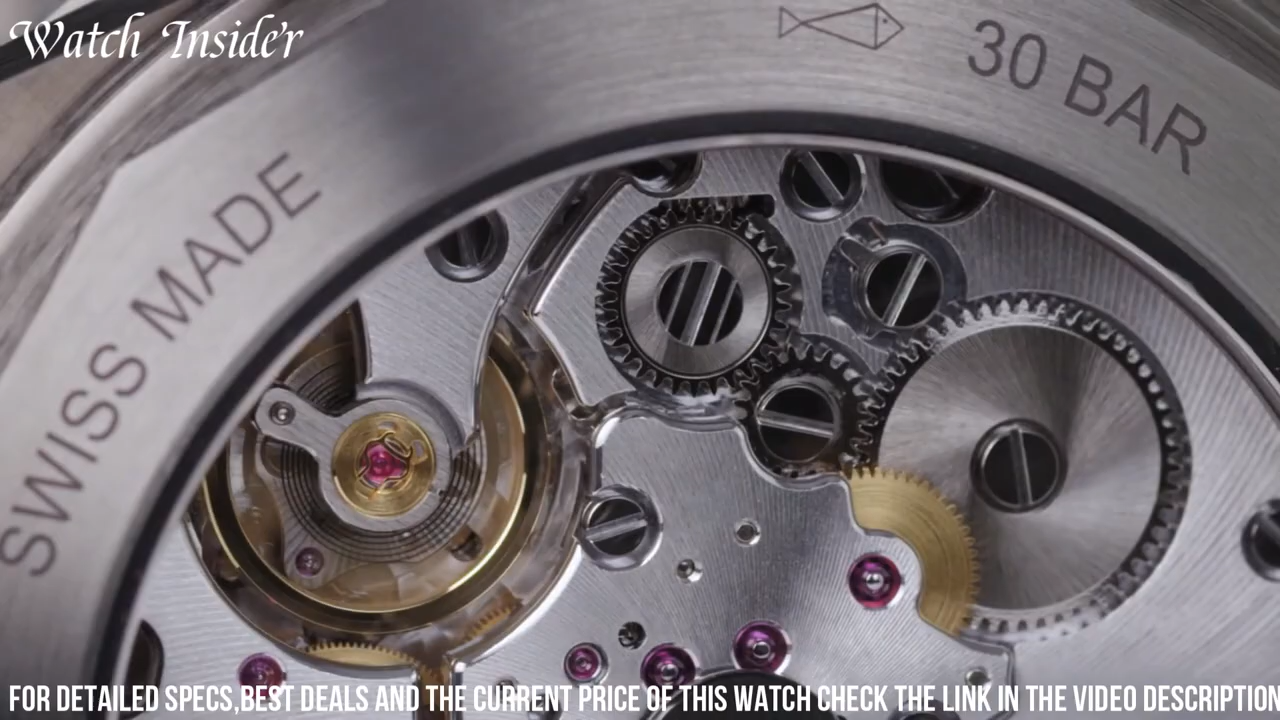 Watch Insider
30 BAR
SWISS MADE
FOR DETAILED SPECS,BEST DEALS AND THE CURRENT PRICE OF THIS WATCH CHECK THE LINK IN THE VIDEO DESCRIPTION